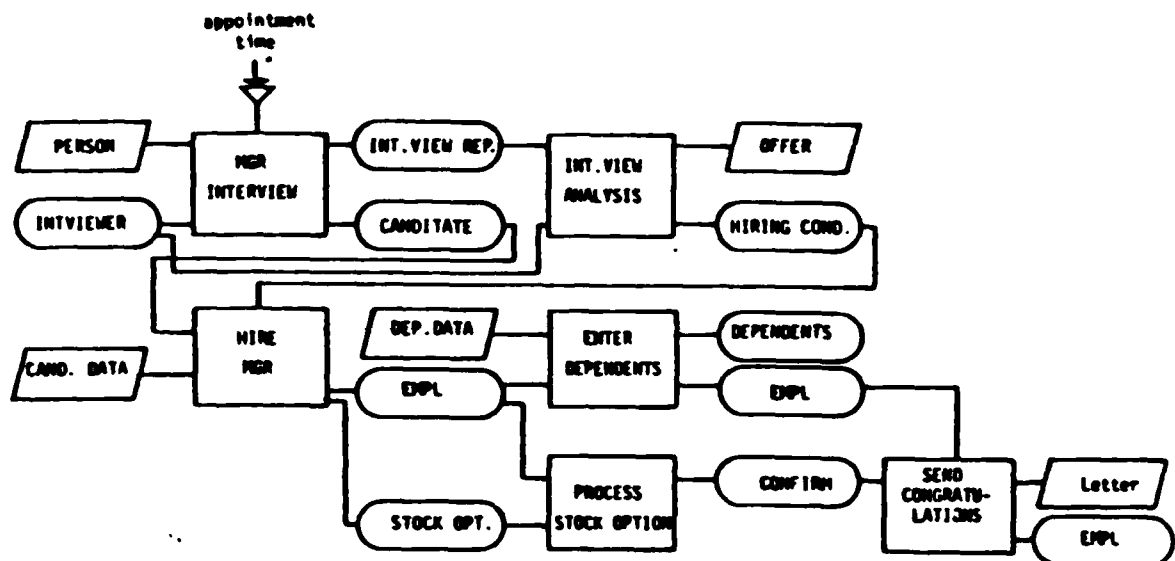 appointment
time
PERSON
MGR
INTERVIEW
INT.VIEW REP.
INT.VIEW
ANALYSIS
OFFER
INTVIEWER
CANDITATE
HIRING COND.
CAND. DATA
HIRE
MGR
DEP.DATA
ENTER
DEPENDENTS
DEPENDENTS
EMPL
EMPL
STOCK OPT.
PROCESS
STOCK OPTION
CONFIRM
SEND
CONGRATU-
LATIONS
Letter
EMPL